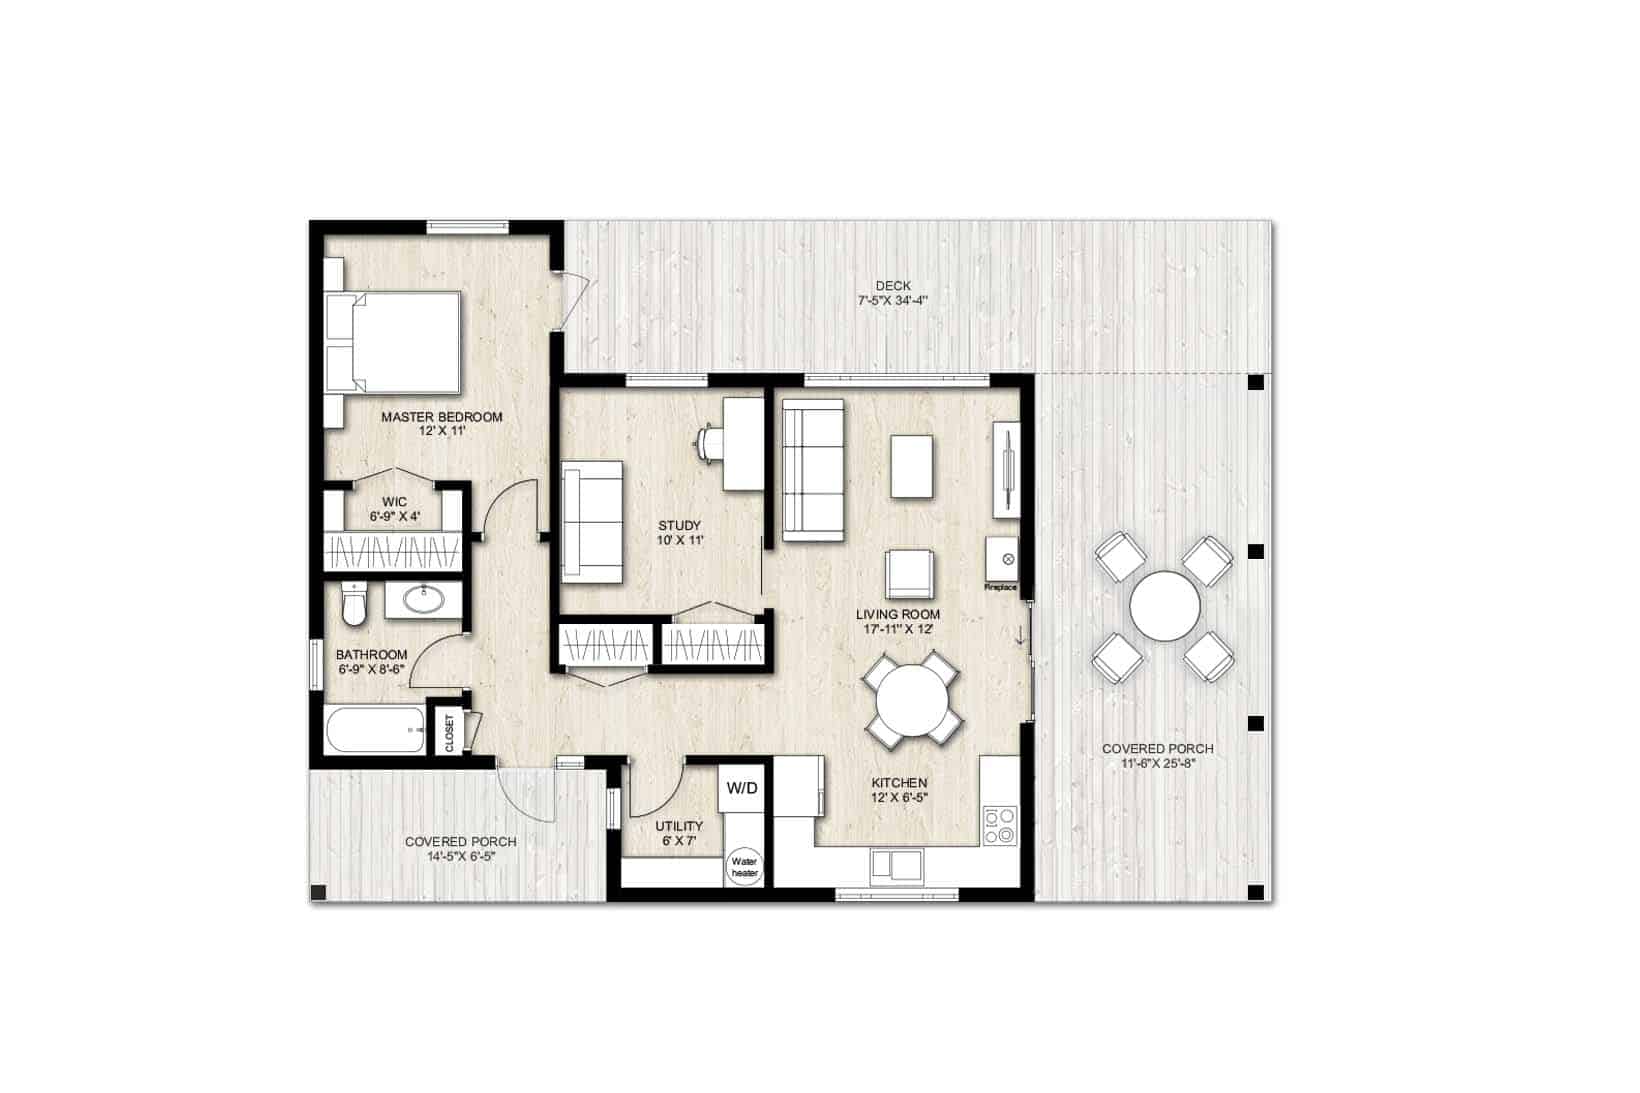 DECK
7'-5"X 34'-4"
MASTER BEDROOM
12' X 11'
WIC
6'-9" X 4'
STUDY
10' X 11'
Fireplace
LIVING ROOM
17'-11" X 12'
BATHROOM
6'-9" X 8'-6"
CLOSET
COVERED PORCH
11'-6"X 25'-8"
KITCHEN
12' X 6'-5"
W/D
UTILITY
6' X 7'
COVERED PORCH
14'-5"X 6'-5"
Water
heater